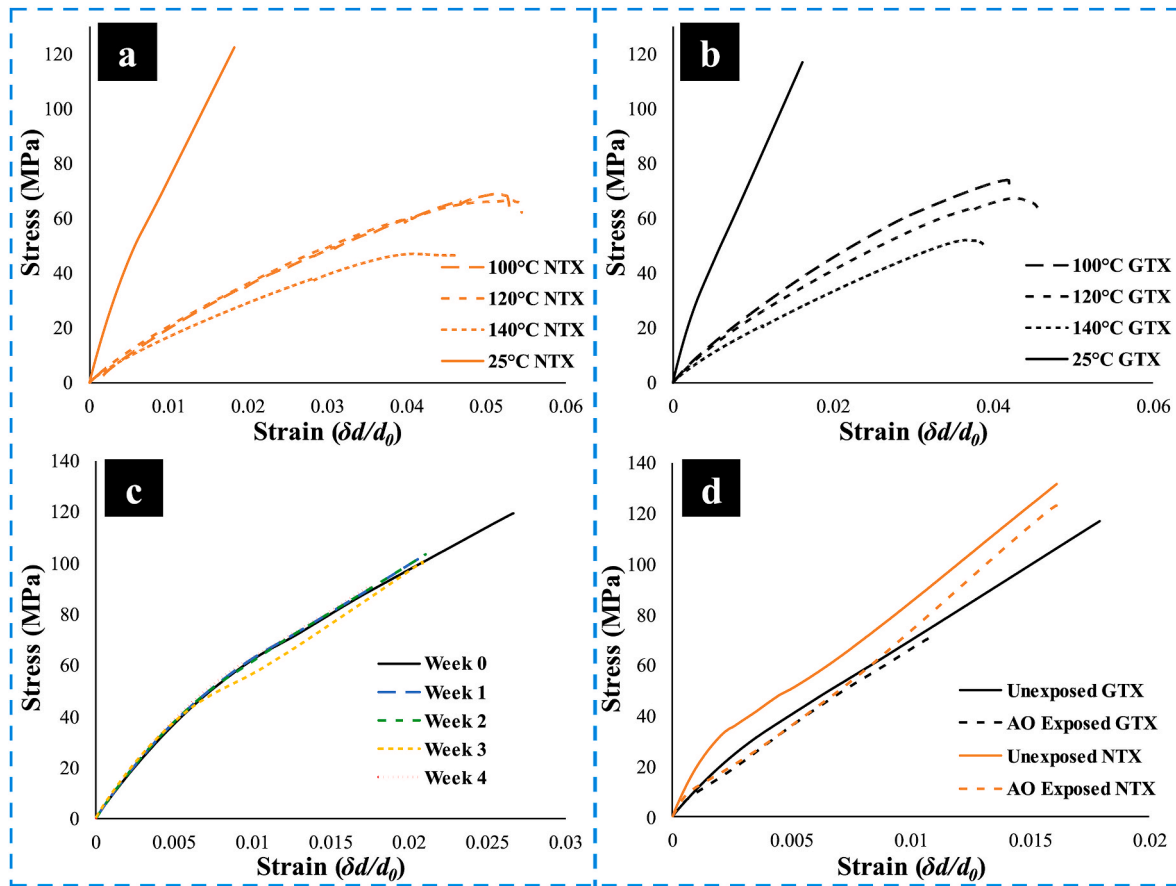 a
Stress (MPa)
120
100
80
60
40
20
0
0
0.01
0.02
0.03
0.04
0.05
0.06
Strain (δd/d0)
100°C NTX
120°C NTX
140°C NTX
25°C NTX
b
Stress (MPa)
120
100
80
60
40
20
0
0
0.02
0.04
0.06
Strain (δd/d0)
100°C GTX
120°C GTX
140°C GTX
25°C GTX
c
Stress (MPa)
140
120
100
80
60
40
20
0
0
0.005
0.01
0.015
0.02
0.025
0.03
Strain (δd/d0)
Week 0
Week 1
Week 2
Week 3
Week 4
d
Stress (MPa)
140
120
100
80
60
40
20
0
0
0.005
0.01
0.015
0.02
Strain (δd/d0)
Unexposed GTX
AO Exposed GTX
Unexposed NTX
AO Exposed NTX